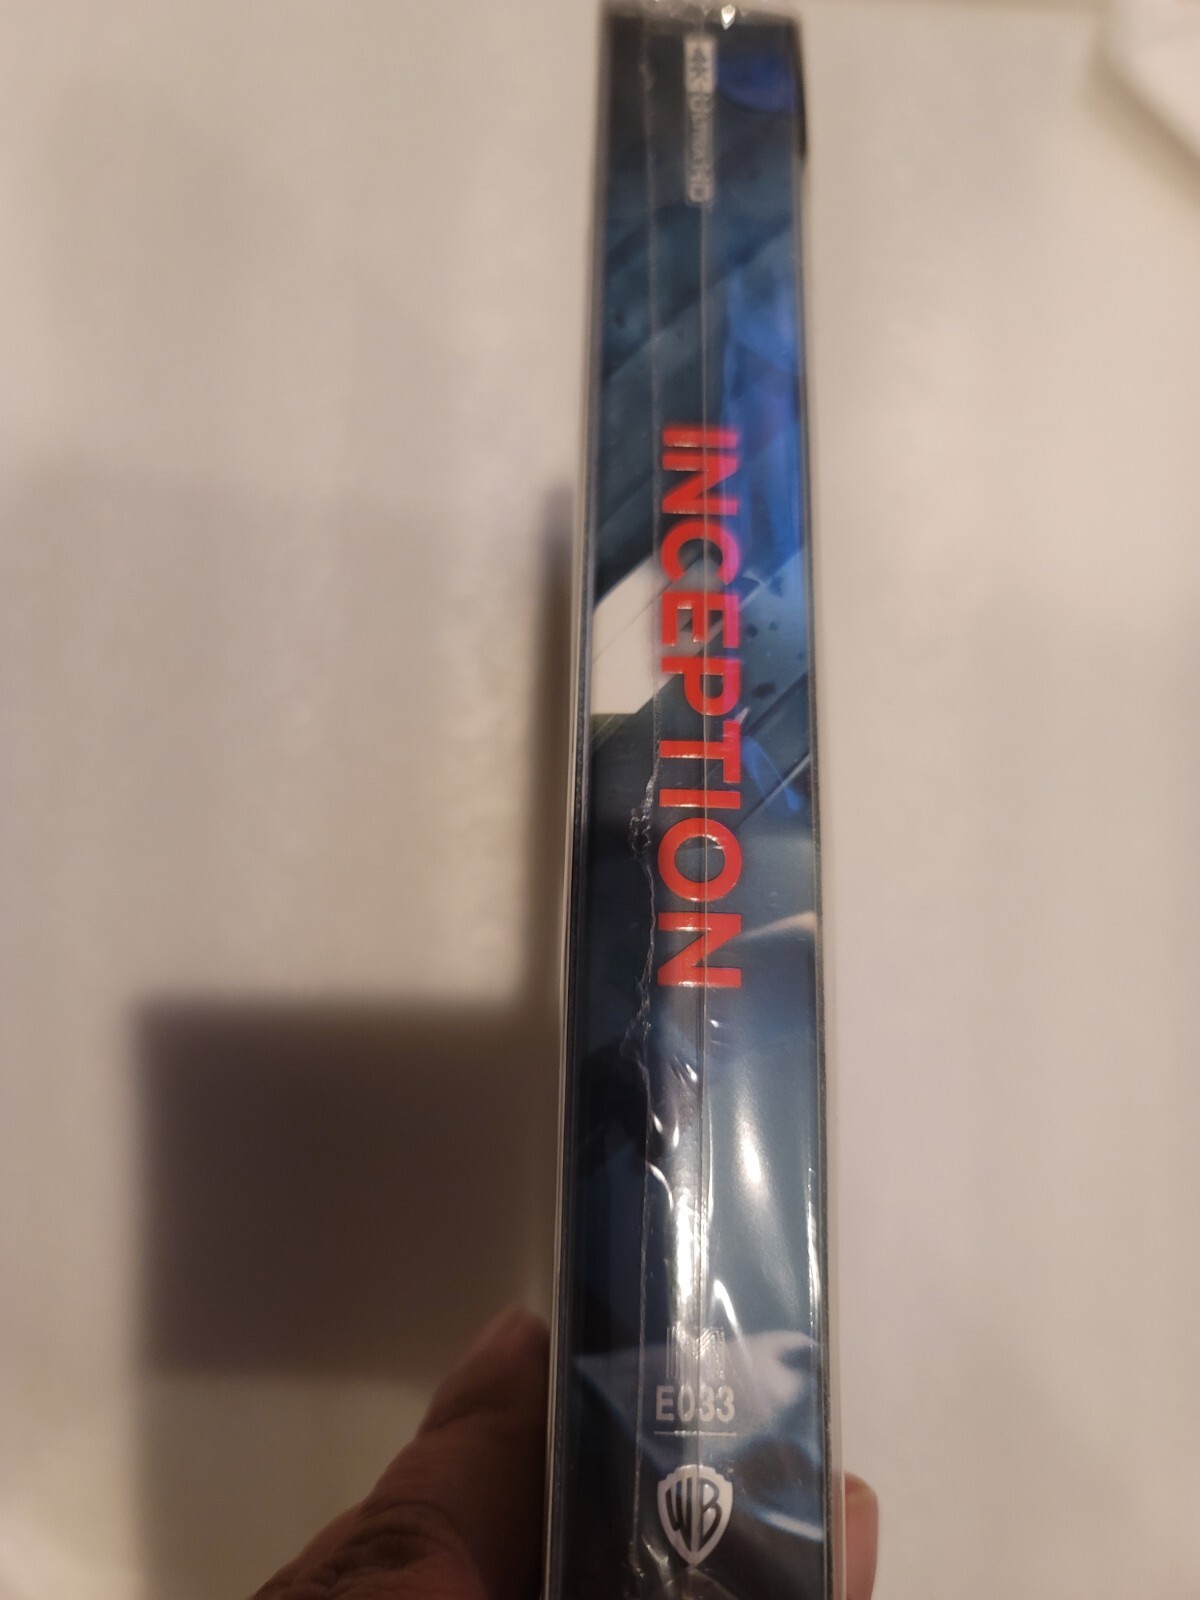 4K ULTRA HD
INCEPTION
E033
WB